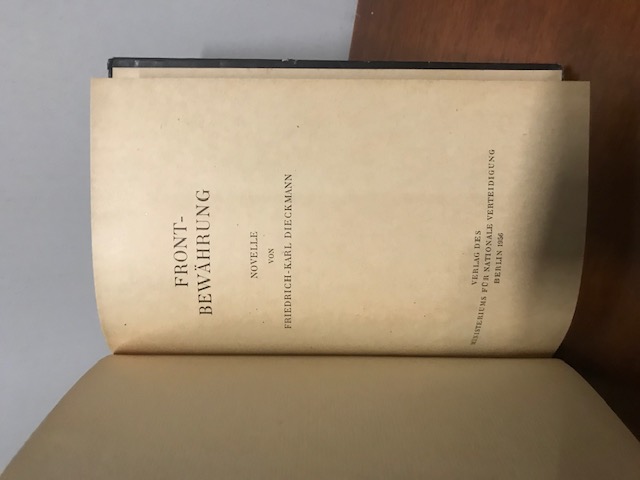 FRONT-
BEWÄHRUNG
NOVELLE
VON
FRIEDRICH-KARL DIECKMANN
VERLAG DES
MINISTERIUMS FÜR NATIONALE VERTEIDIGUNG
BERLIN 1956